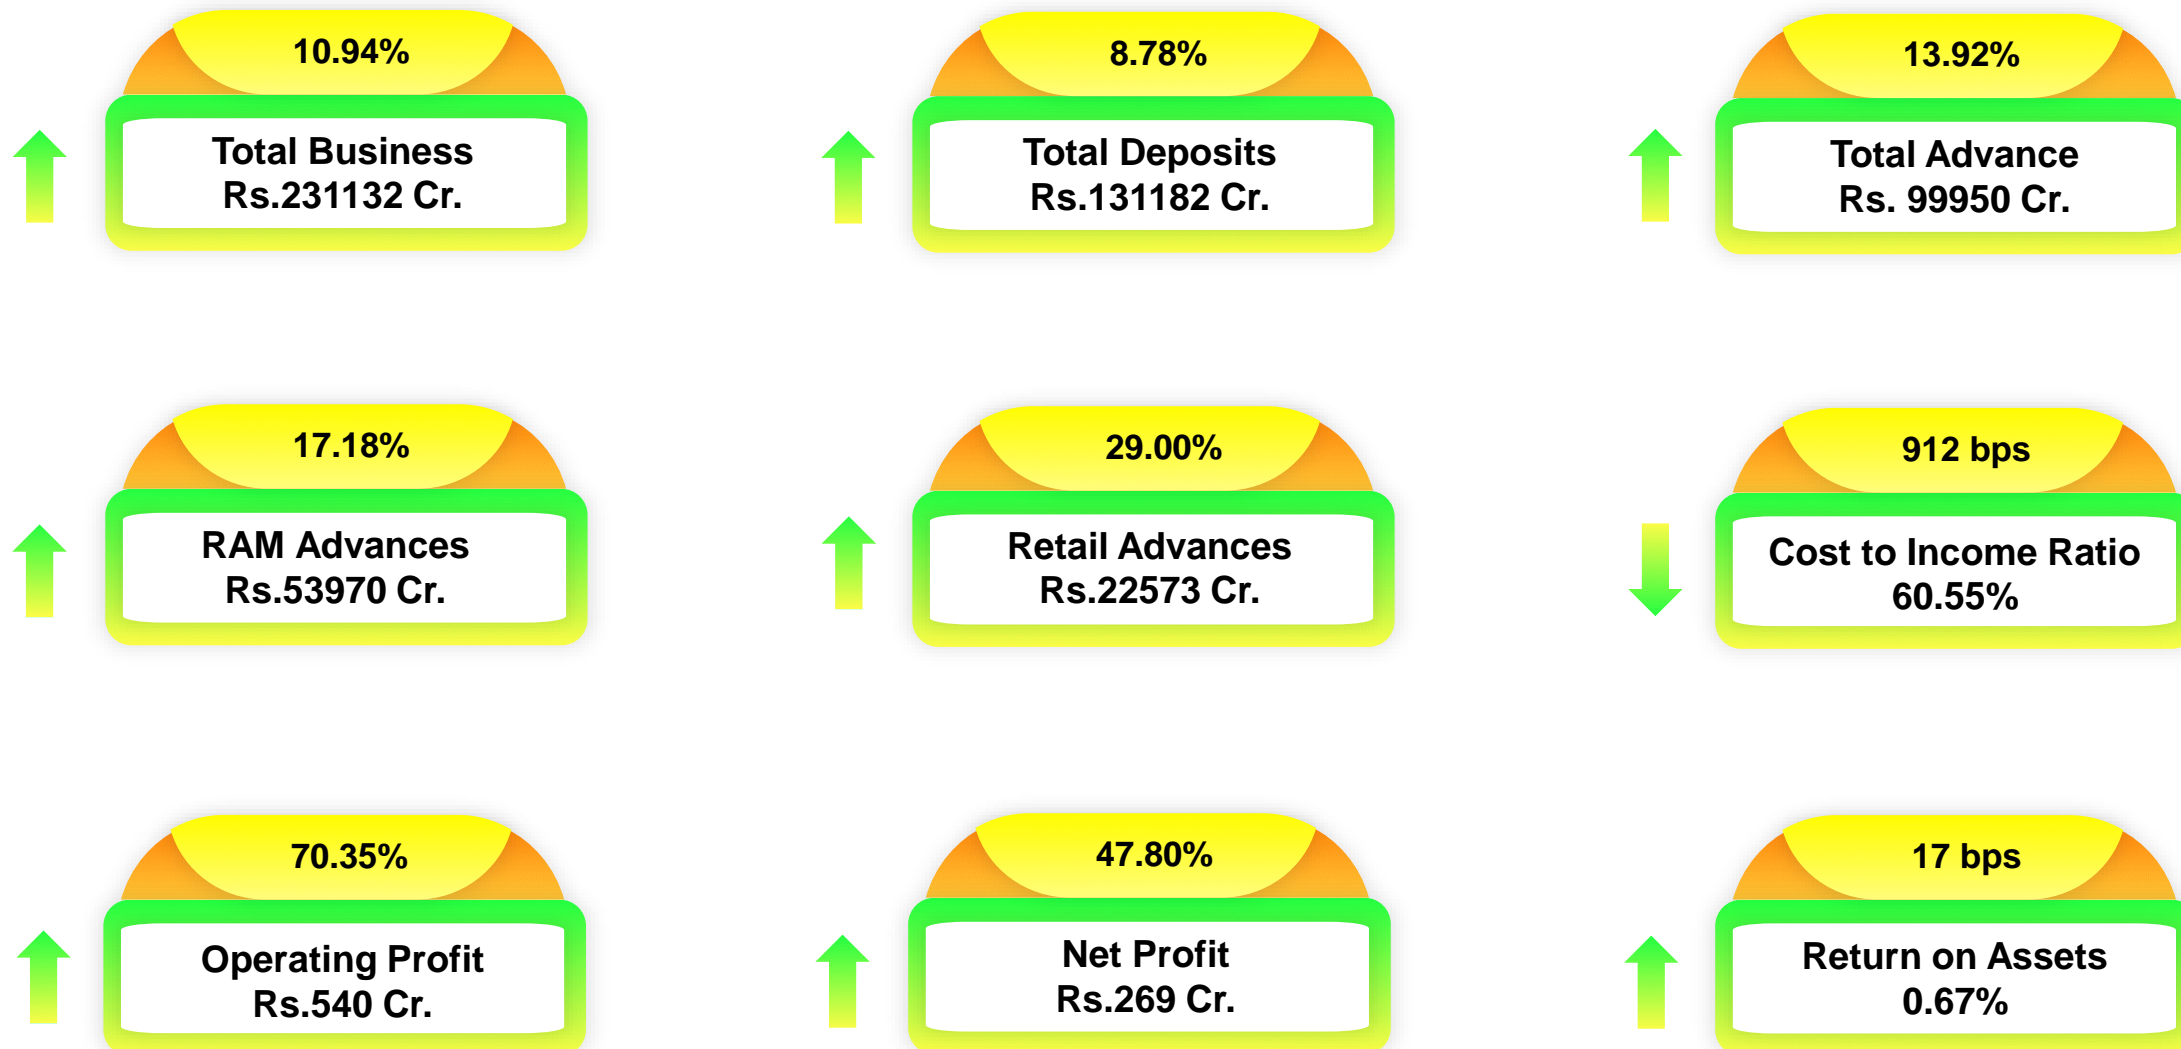 10.94%
Total Business
Rs.231132 Cr.
8.78%
Total Deposits
Rs.131182 Cr.
13.92%
Total Advance
Rs. 99950 Cr.
17.18%
RAM Advances
Rs.53970 Cr.
29.00%
Retail Advances
Rs.22573 Cr.
912 bps
Cost to Income Ratio
60.55%
70.35%
Operating Profit
Rs.540 Cr.
47.80%
Net Profit
Rs.269 Cr.
17 bps
Return on Assets
0.67%